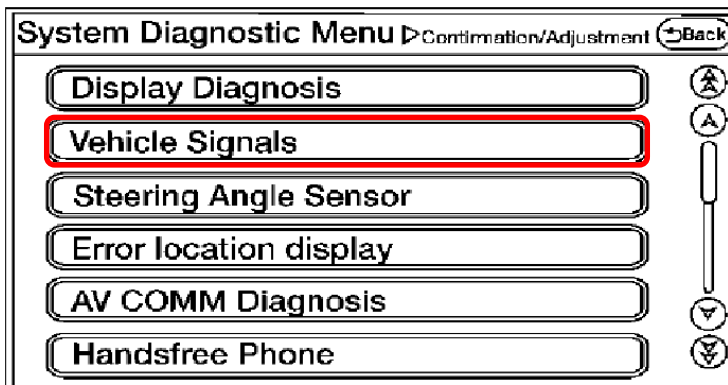 System Diagnostic Menu ▷Confirmation/Adjustment ⮌Back
Display Diagnosis
Vehicle Signals
Steering Angle Sensor
Error location display
AV COMM Diagnosis
Handsfree Phone